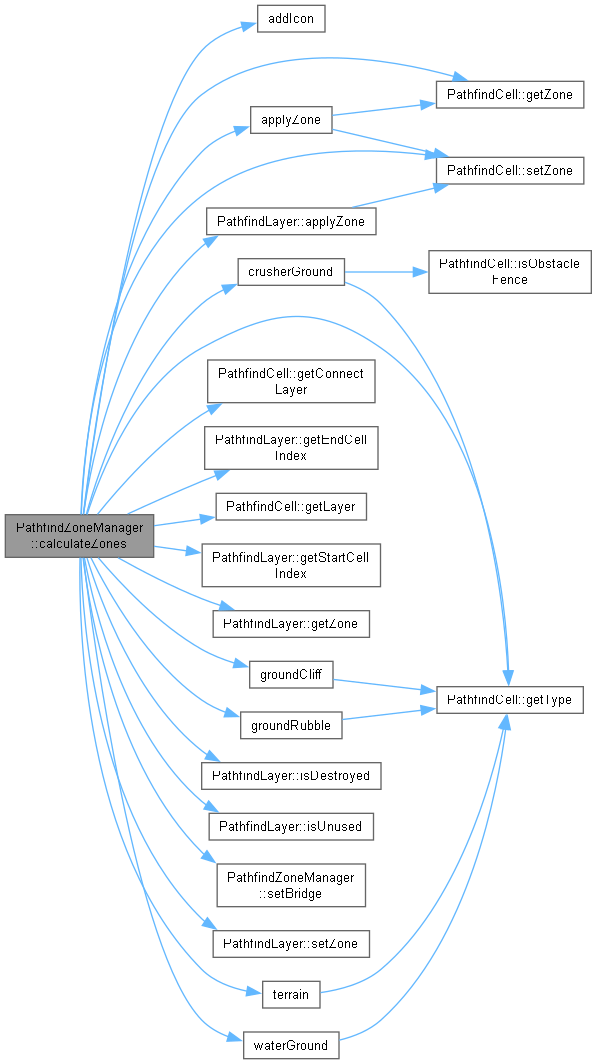 addIcon
PathfindCell::getZone
applyZone
PathfindCell::setZone
PathfindLayer::applyZone
crusherGround
PathfindCell::isObstacle
Fence
PathfindCell::getConnect
Layer
PathfindLayer::getEndCell
Index
PathfindCell::getLayer
PathfindZoneManager
::calculateZones
PathfindLayer::getStartCell
Index
PathfindLayer::getZone
groundCliff
PathfindCell::getType
groundRubble
PathfindLayer::isDestroyed
PathfindLayer::isUnused
PathfindZoneManager
::setBridge
PathfindLayer::setZone
terrain
waterGround